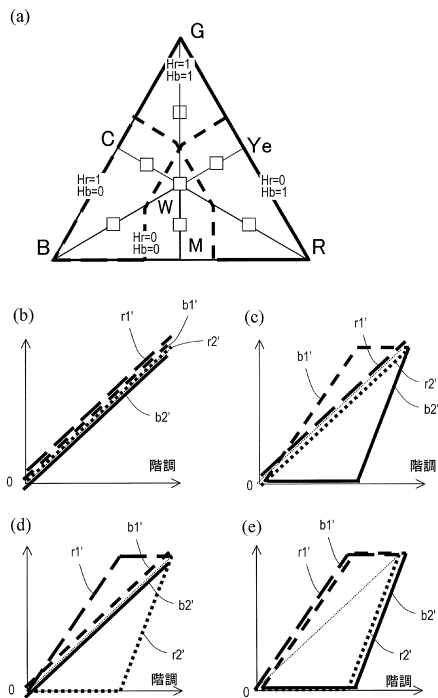 (a)
G
Hr=1
Hb=1
C
Ye
Hr=1
Hb=0
Hr=0
Hb=1
W
Hr=0
Hb=0
M
B
R
(b)
r1'
b1'
r2'
b2'
0
階調
(c)
b1'
r1'
r2'
b2'
0
階調
(d)
r1'
b1'
b2'
r2'
0
階調
(e)
b1'
r1'
b2'
r2'
0
階調